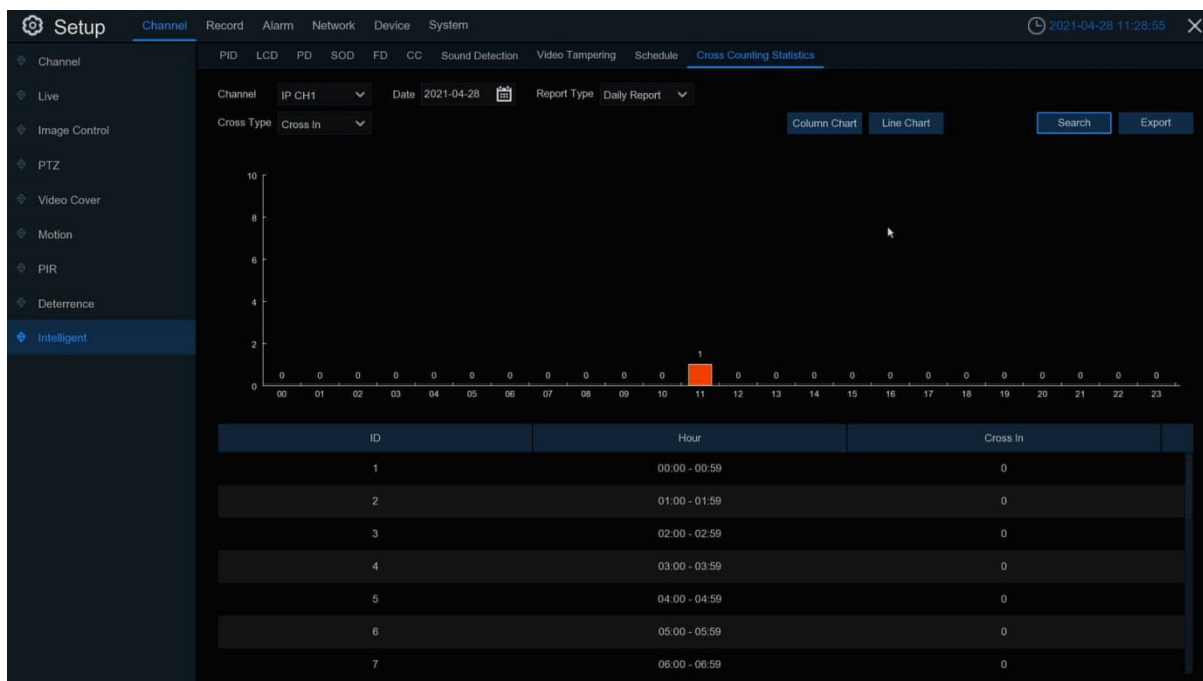 Setup Channel Record Alarm Network Device System 2021-04-28 11:28:55
PID LCD PD SOD FD CC Sound Detection Video Tampering Schedule Cross Counting Statistics
Channel
Live
Image Control
PTZ
Video Cover
Motion
PIR
Deterrence
Intelligent
Channel IP CH1 Date 2021-04-28 Report Type Daily Report
Cross Type Cross In Column Chart Line Chart Search Export
10
8
6
4
2
1
0 0 0 0 0 0 0 0 0 0 0 0 0 0 0 0 0 0 0 0 0 0 0
0
00 01 02 03 04 05 06 07 08 09 10 11 12 13 14 15 16 17 18 19 20 21 22 23
ID Hour Cross In
1 00:00 - 00:59 0
2 01:00 - 01:59 0
3 02:00 - 02:59 0
4 03:00 - 03:59 0
5 04:00 - 04:59 0
6 05:00 - 05:59 0
7 06:00 - 06:59 0